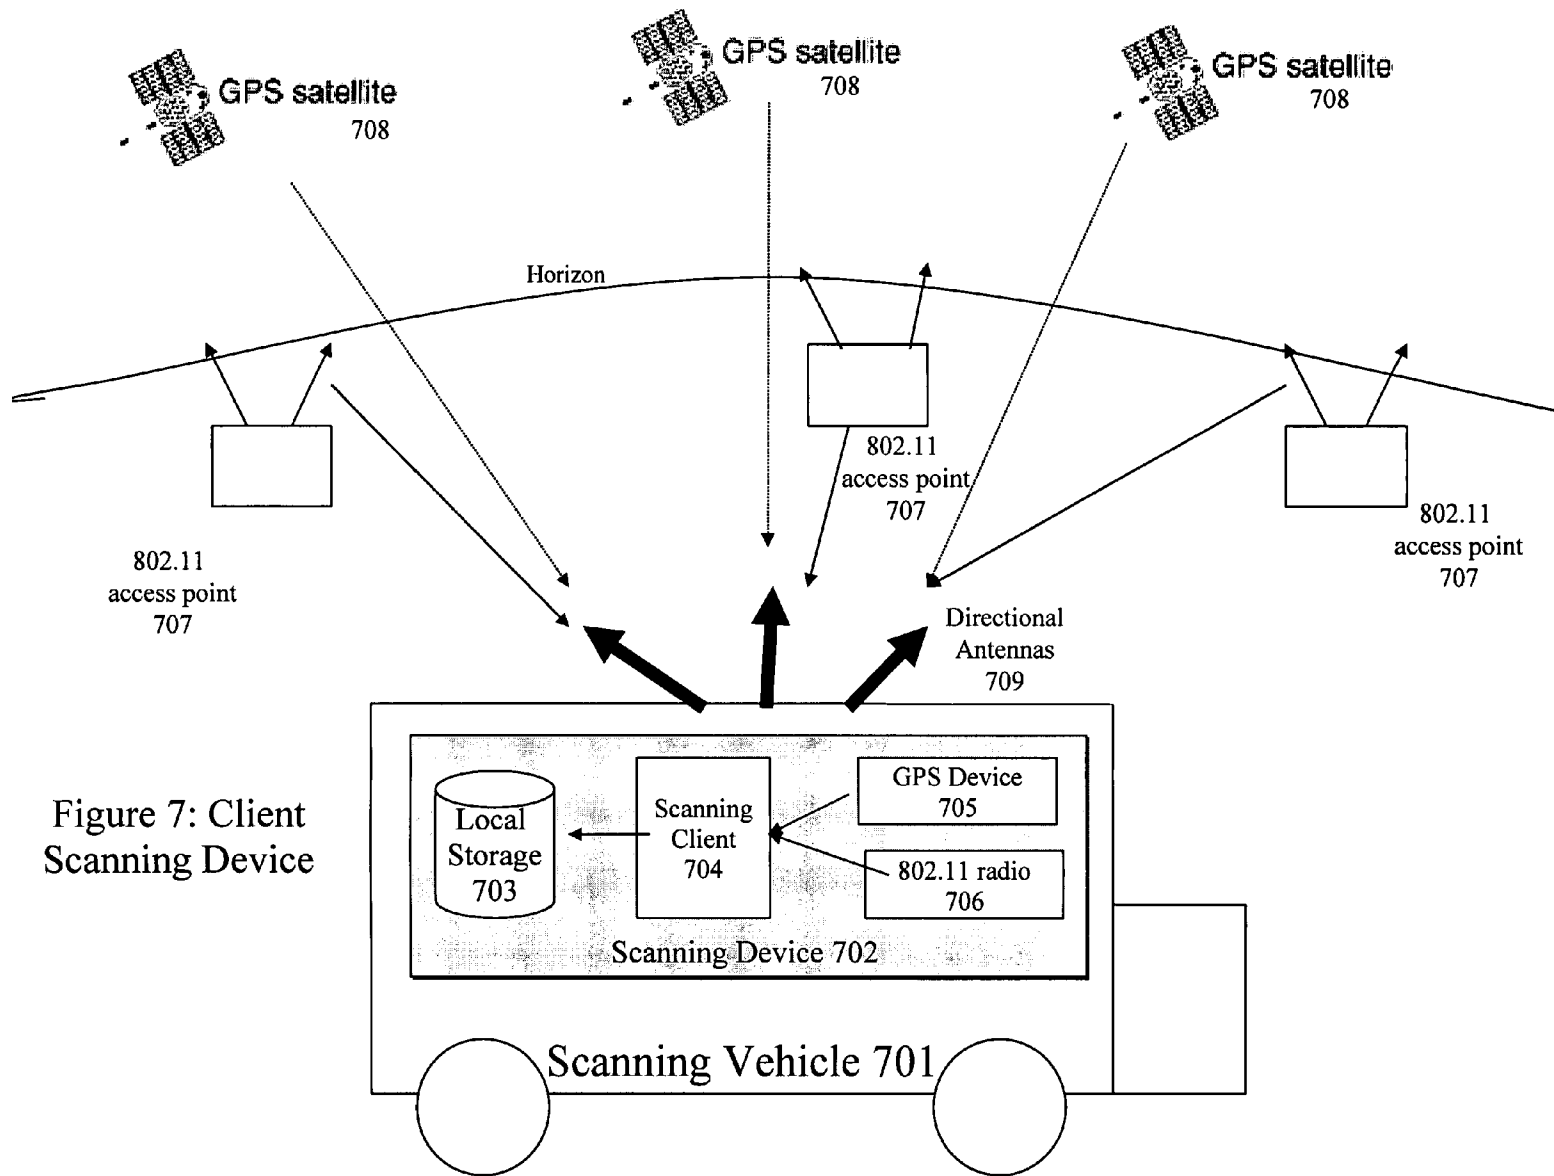 GPS satellite
708
GPS satellite
708
GPS satellite
708
Horizon
802.11
access point
707
802.11
access point
707
802.11
access point
707
Directional
Antennas
709
Figure 7: Client
Scanning Device
Local
Storage
703
Scanning
Client
704
GPS Device
705
802.11 radio
706
Scanning Device 702
Scanning Vehicle 701